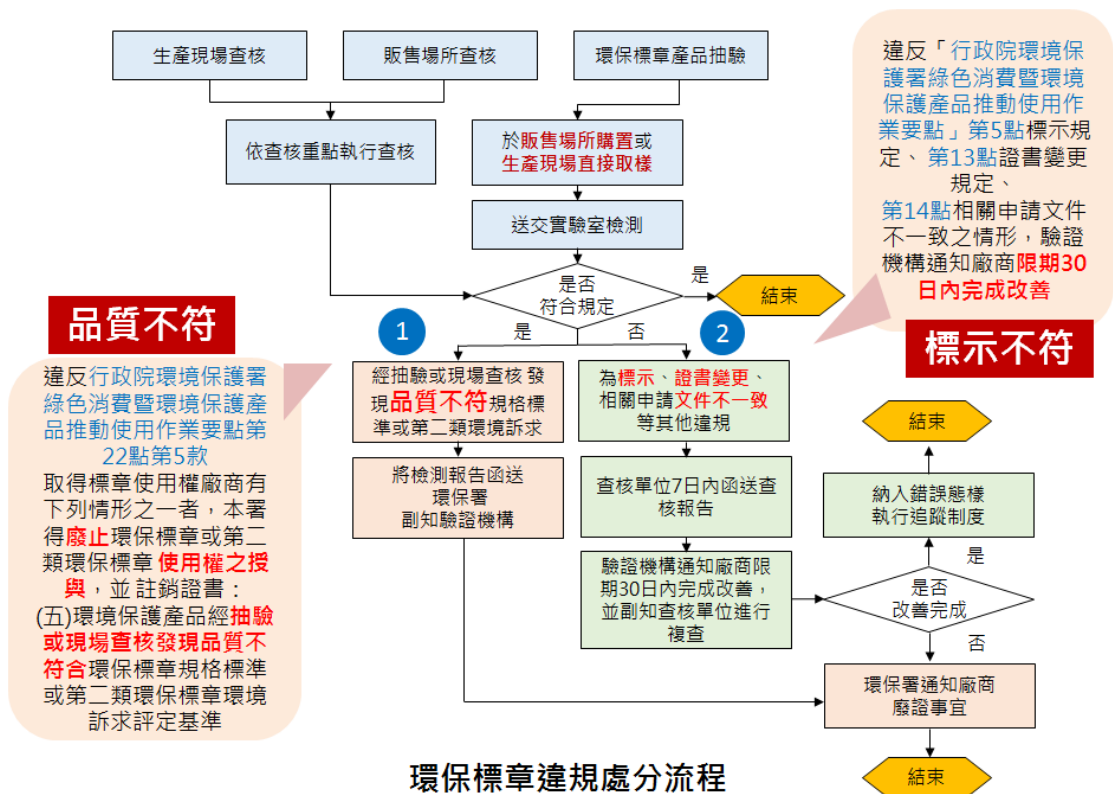 生產現場查核
販售場所查核
環保標章產品抽驗
依查核重點執行查核
於販售場所購置或
生產現場直接取樣
送交實驗室檢測
是否
符合規定
是
結束
違反「行政院環境保
護署綠色消費暨環境
保護產品推動使用作
業要點」第5點標示規
定、第13點證書變更
規定、
第14點相關申請文件
不一致之情形,驗證
機構通知廠商限期30
日內完成改善
標示不符
品質不符
違反行政院環境保護署
綠色消費暨環境保護產
品推動使用作業要點第
22點第5款
取得標章使用權廠商有
下列情形之一者,本署
得廢止環保標章或第二
類環保標章 使用權之授
與,並 註銷證書:
(五)環境保護產品經抽驗
或現場查核發現品質不
符合環保標章規格標準
或第二類環保標章環境
訴求評定基準
1
是
否
2
經抽驗或現場查核 發
現品質不符規格標
準或第二類環境訴求
將檢測報告函送
環保署
副知驗證機構
為標示、證書變更、
相關申請文件不一致
等其他違規
查核單位7日內函送查
核報告
驗證機構通知廠商限
期30日內完成改善,
並副知查核單位進行
複查
結束
納入錯誤態樣
執行追蹤制度
是
是否
改善完成
否
環保署通知廠商
廢證事宜
結束
環保標章違規處分流程